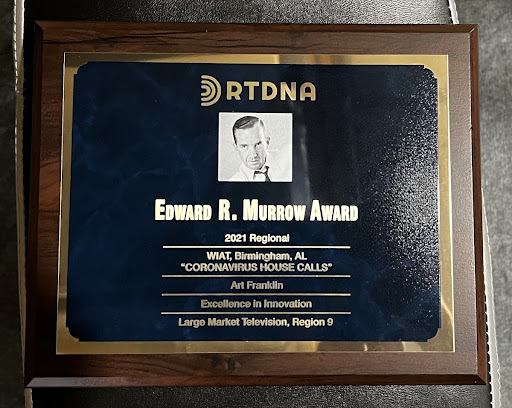 RTDNA
EDWARD R. MURROW AWARD
2021 Regional
WIAT, Birmingham, AL
"CORONAVIRUS HOUSE CALLS"
Art Franklin
Excellence in Innovation
Large Market Television, Region 9